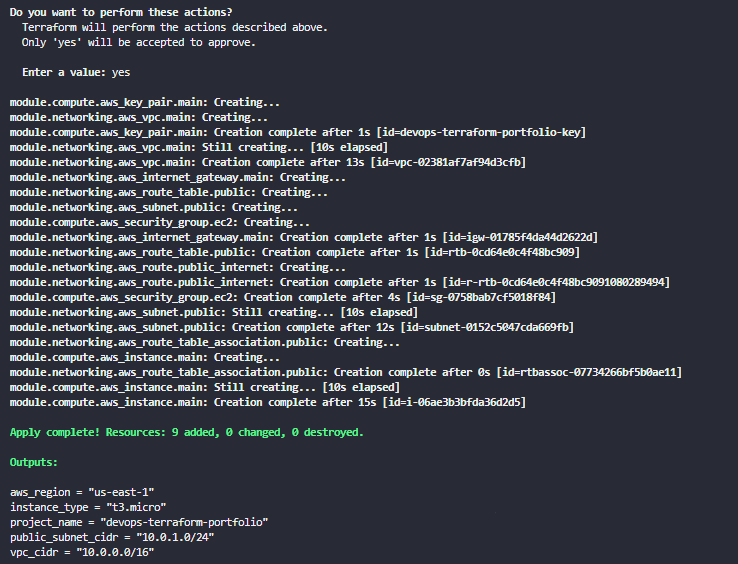 Do you want to perform these actions?
Terraform will perform the actions described above.
Only 'yes' will be accepted to approve.
Enter a value: yes
module.compute.aws_key_pair.main: Creating...
module.networking.aws_vpc.main: Creating...
module.compute.aws_key_pair.main: Creation complete after 1s [id=devops-terraform-portfolio-key]
module.networking.aws_vpc.main: Still creating... [10s elapsed]
module.networking.aws_vpc.main: Creation complete after 13s [id=vpc-02381af7af94d3cfb]
module.networking.aws_internet_gateway.main: Creating...
module.networking.aws_route_table.public: Creating...
module.networking.aws_subnet.public: Creating...
module.compute.aws_security_group.ec2: Creating...
module.networking.aws_internet_gateway.main: Creation complete after 1s [id=igw-01785f4da44d2622d]
module.networking.aws_route_table.public: Creation complete after 1s [id=rtb-0cd64e0c4f48bc909]
module.networking.aws_route.public_internet: Creating...
module.networking.aws_route.public_internet: Creation complete after 1s [id=r-rtb-0cd64e0c4f48bc9091080289494]
module.compute.aws_security_group.ec2: Creation complete after 4s [id=sg-0758bab7cf5018f84]
module.networking.aws_subnet.public: Still creating... [10s elapsed]
module.networking.aws_subnet.public: Creation complete after 12s [id=subnet-0152c5047cda669fb]
module.networking.aws_route_table_association.public: Creating...
module.compute.aws_instance.main: Creating...
module.networking.aws_route_table_association.public: Creation complete after 0s [id=rtbassoc-07734266bf5b0ae11]
module.compute.aws_instance.main: Still creating... [10s elapsed]
module.compute.aws_instance.main: Creation complete after 15s [id=i-06ae3b3bfda36d2d5]
Apply complete! Resources: 9 added, 0 changed, 0 destroyed.
Outputs:
aws_region = "us-east-1"
instance_type = "t3.micro"
project_name = "devops-terraform-portfolio"
public_subnet_cidr = "10.0.1.0/24"
vpc_cidr = "10.0.0.0/16"